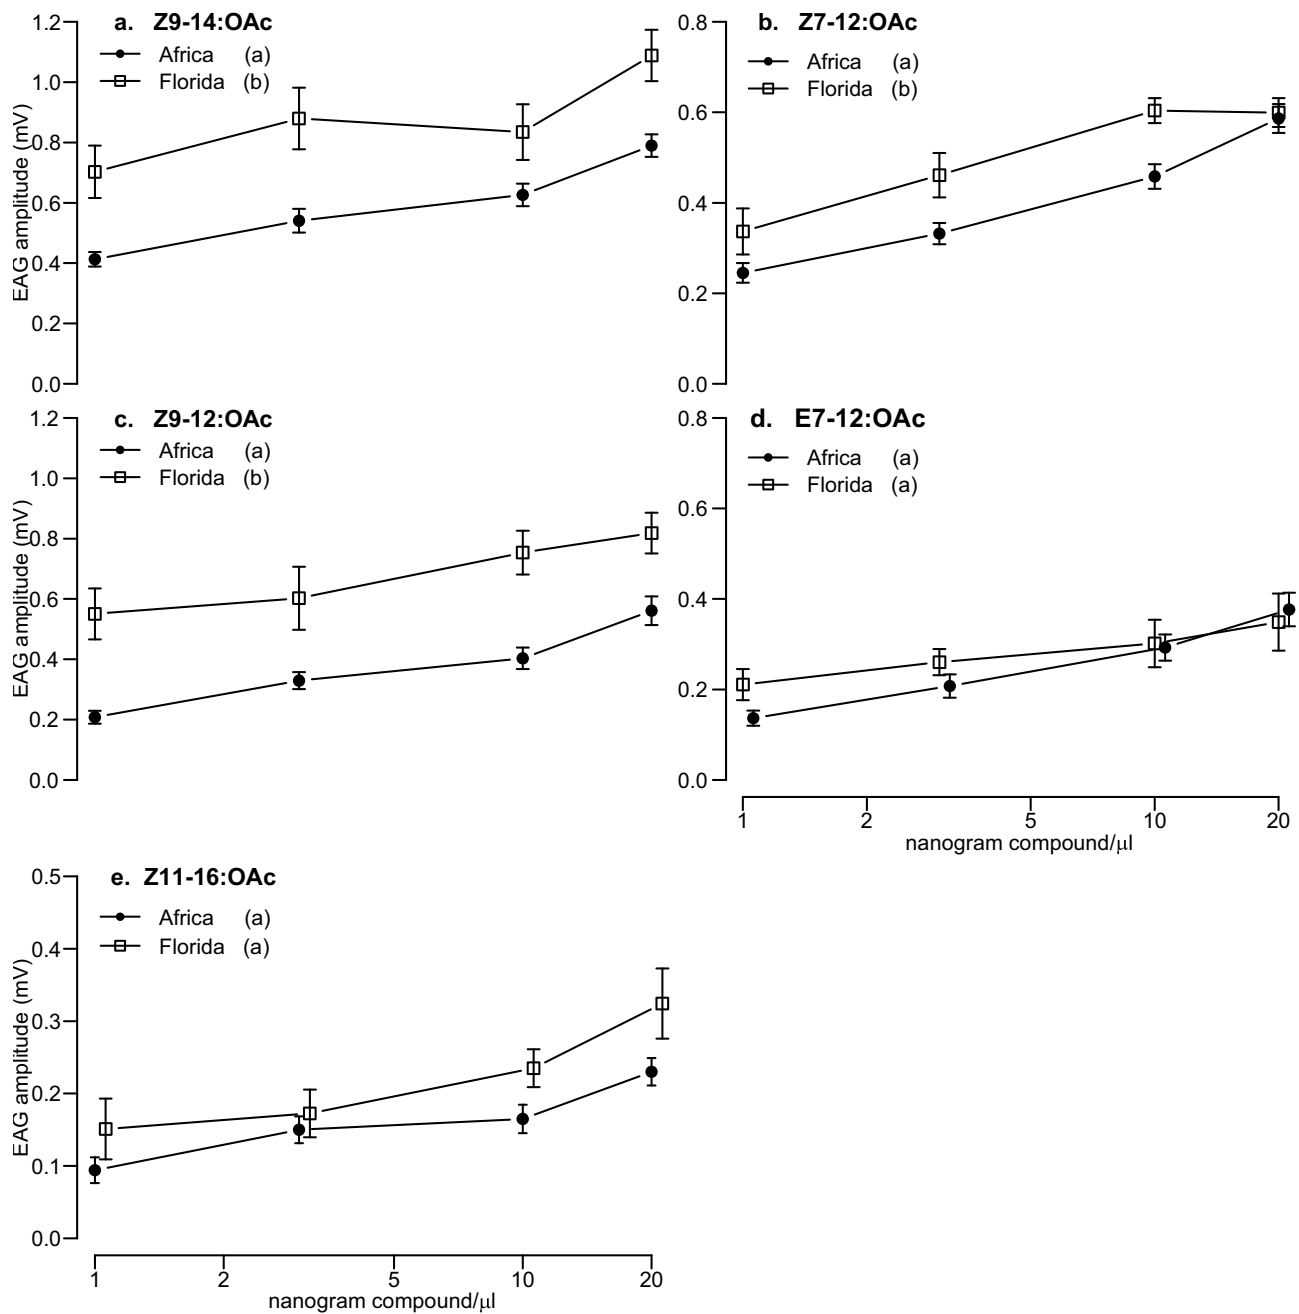 a. Z9-14:OAc
Africa (a)
Florida (b)
EAG amplitude (mV)
1.2
1.0
0.8
0.6
0.4
0.2
0.0
b. Z7-12:OAc
Africa (a)
Florida (b)
0.8
0.6
0.4
0.2
0.0
c. Z9-12:OAc
Africa (a)
Florida (b)
EAG amplitude (mV)
1.2
1.0
0.8
0.6
0.4
0.2
0.0
d. E7-12:OAc
Africa (a)
Florida (a)
0.8
0.6
0.4
0.2
0.0
1 2 5 10 20
nanogram compound/μl
e. Z11-16:OAc
Africa (a)
Florida (a)
EAG amplitude (mV)
0.5
0.4
0.3
0.2
0.1
0.0
1 2 5 10 20
nanogram compound/μl